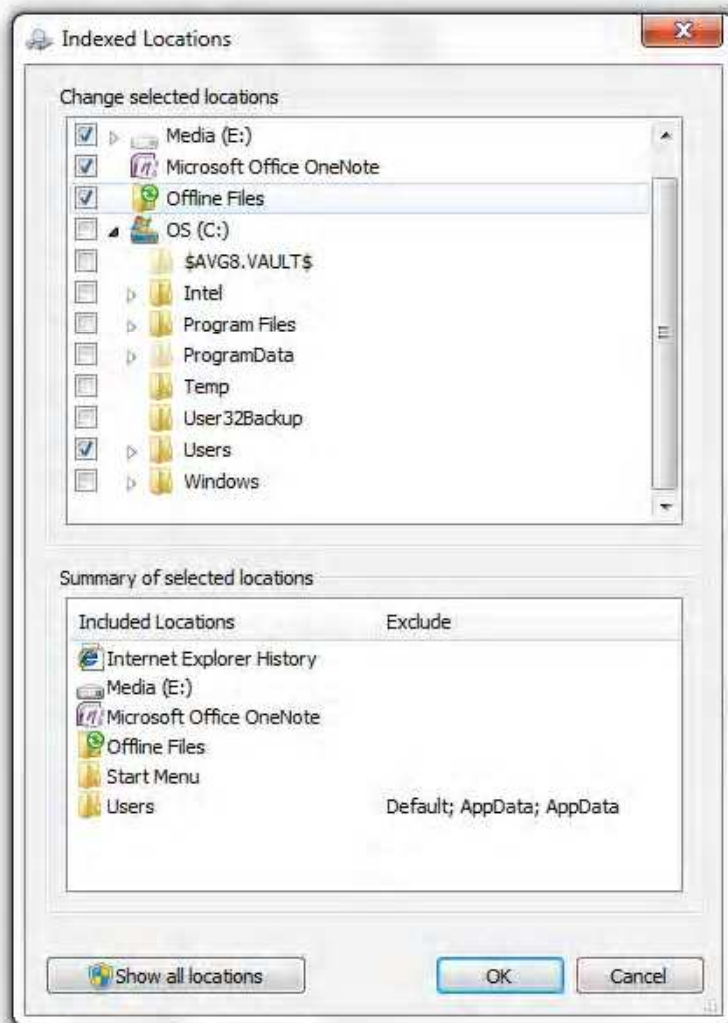 Indexed Locations
Change selected locations
Media (E:)
Microsoft Office OneNote
Offline Files
OS (C:)
$AVG8.VAULT$
Intel
Program Files
ProgramData
Temp
User32Backup
Users
Windows
Summary of selected locations
Included Locations Exclude
Internet Explorer History
Media (E:)
Microsoft Office OneNote
Offline Files
Start Menu
Users Default; AppData; AppData
Show all locations OK Cancel